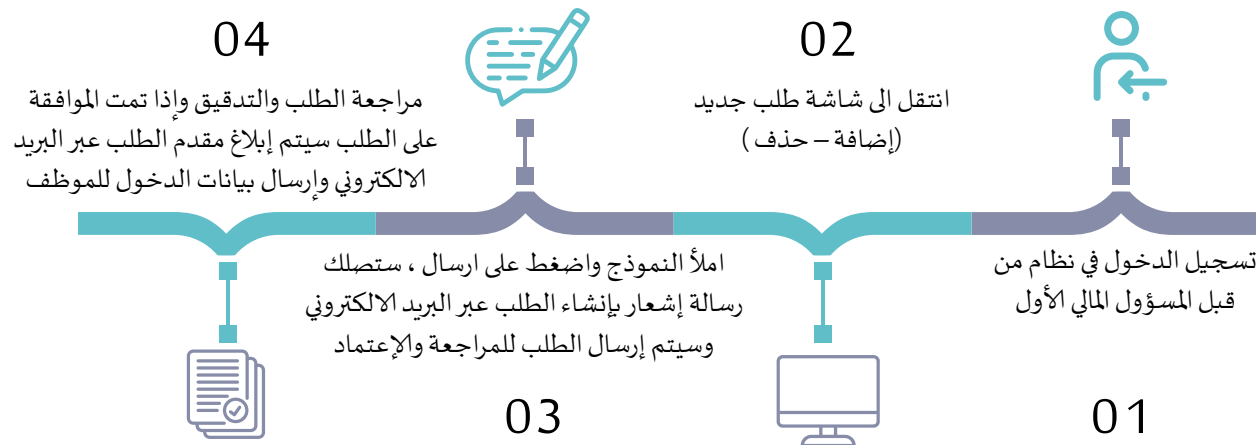 01
تسجيل الدخول في نظام من
قبل المسؤول المالي الأول
02
انتقل الى شاشة طلب جديد
(إضافة – حذف )
03
املأ النموذج واضغط على ارسال ، ستصلك
رسالة إشعار بإنشاء الطلب عبر البريد الالكتروني
وسيتم إرسال الطلب للمراجعة والإعتماد
04
مراجعة الطلب والتدقيق وإذا تمت الموافقة
على الطلب سيتم إبلاغ مقدم الطلب عبر البريد
الالكتروني وإرسال بيانات الدخول للموظف